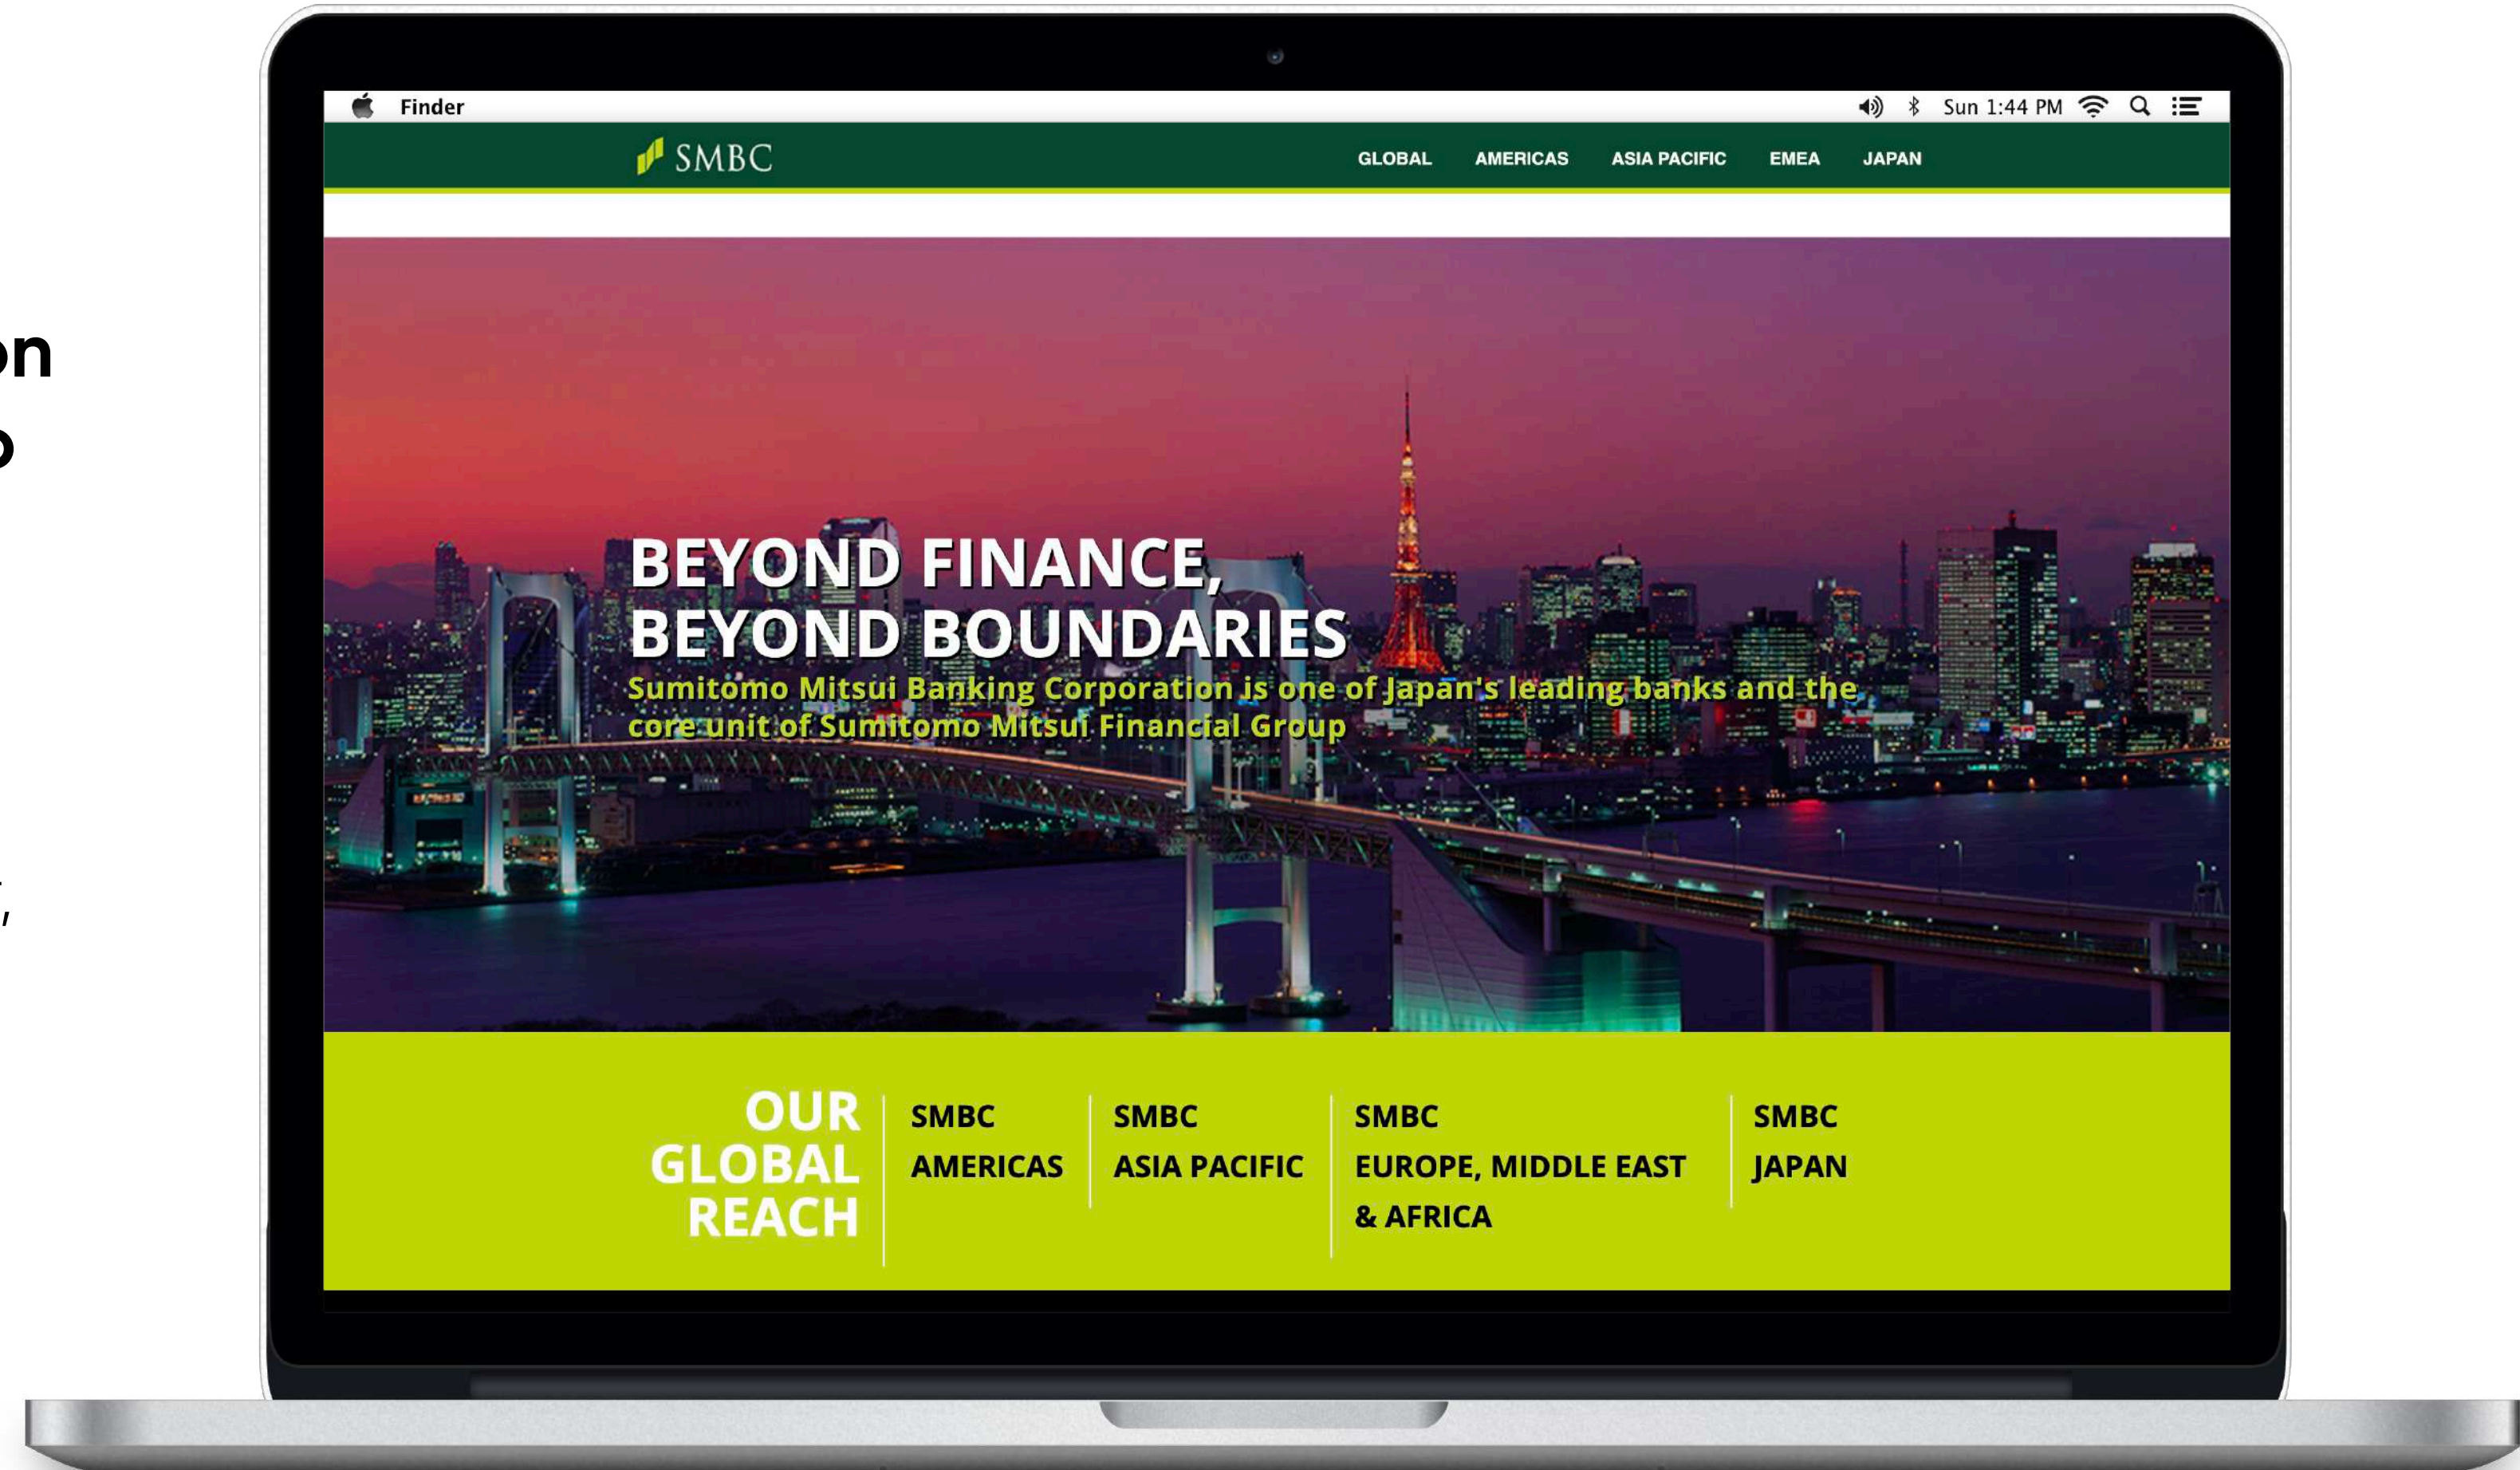 Finder
Sun 1:44 PM
SMBC
GLOBAL AMERICAS ASIA PACIFIC EMEA JAPAN
BEYOND FINANCE,
BEYOND BOUNDARIES
Sumitomo Mitsui Banking Corporation is one of Japan's leading banks and the
core unit of Sumitomo Mitsui Financial Group
OUR
GLOBAL
REACH
SMBC
AMERICAS
SMBC
ASIA PACIFIC
SMBC
EUROPE, MIDDLE EAST
& AFRICA
SMBC
JAPAN